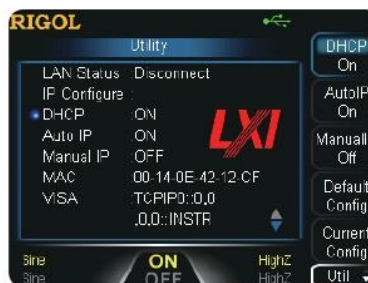 RIGOL
Utility
LAN Status Disconnect
IP Configure :
DHCP :ON
Auto IP :ON
Manual IP :OFF
MAC :00-14-0E-42-12-CF
VISA :TCPIP0::0,0
,0,0::INSTR
LXI
DHCP
On
AutoIP
On
Manual
Off
Default
Config
Current
Config
Util
Sine ON HighZ
Sine OFF HighZ